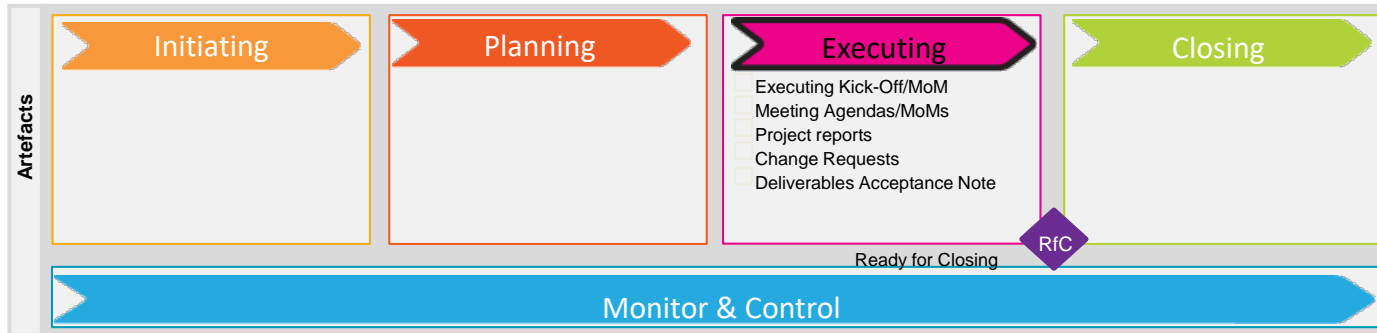 Artefacts
Initiating
Planning
Executing
Closing
Executing Kick-Off/MoM
Meeting Agendas/MoMs
Project reports
Change Requests
Deliverables Acceptance Note
RfC
Ready for Closing
Monitor & Control